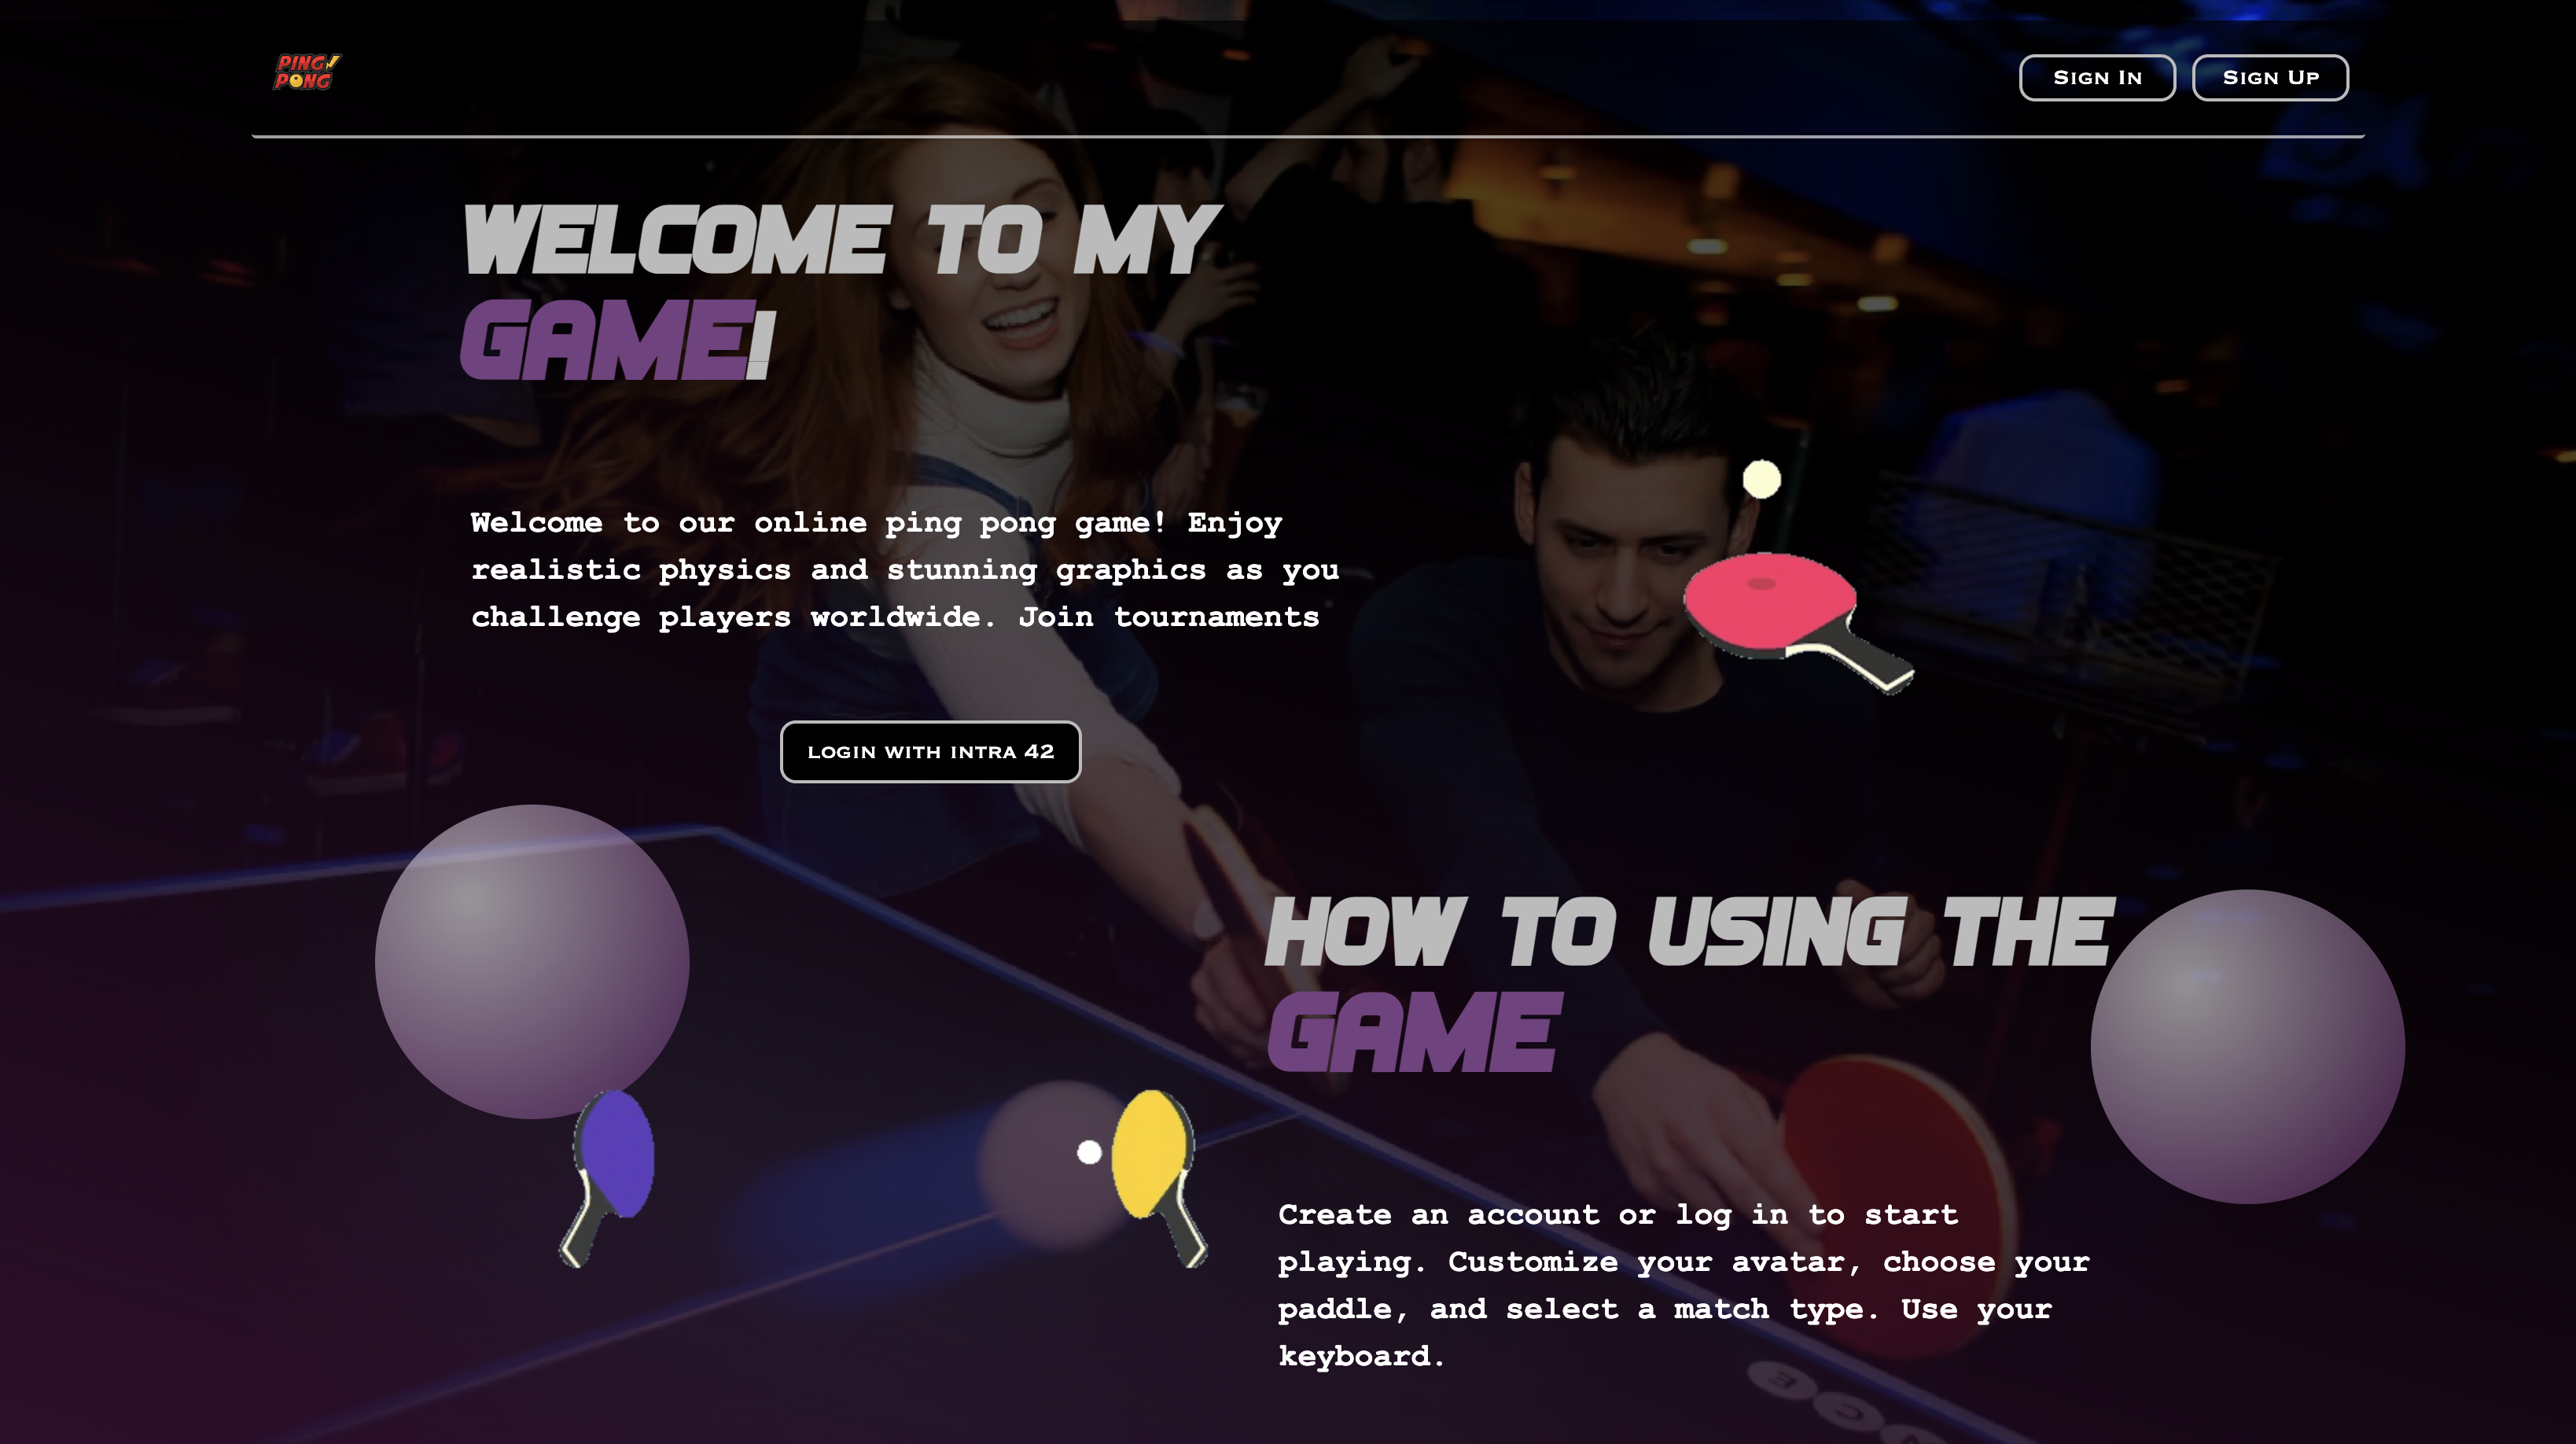 PING!
PONG
Sign In
Sign Up
WELCOME TO MY
GAME!
Welcome to our online ping pong game! Enjoy
realistic physics and stunning graphics as you
challenge players worldwide. Join tournaments
LOGIN WITH INTRA 42
HOW TO USING THE
GAME
Create an account or log in to start
playing. Customize your avatar, choose your
paddle, and select a match type. Use your
keyboard.